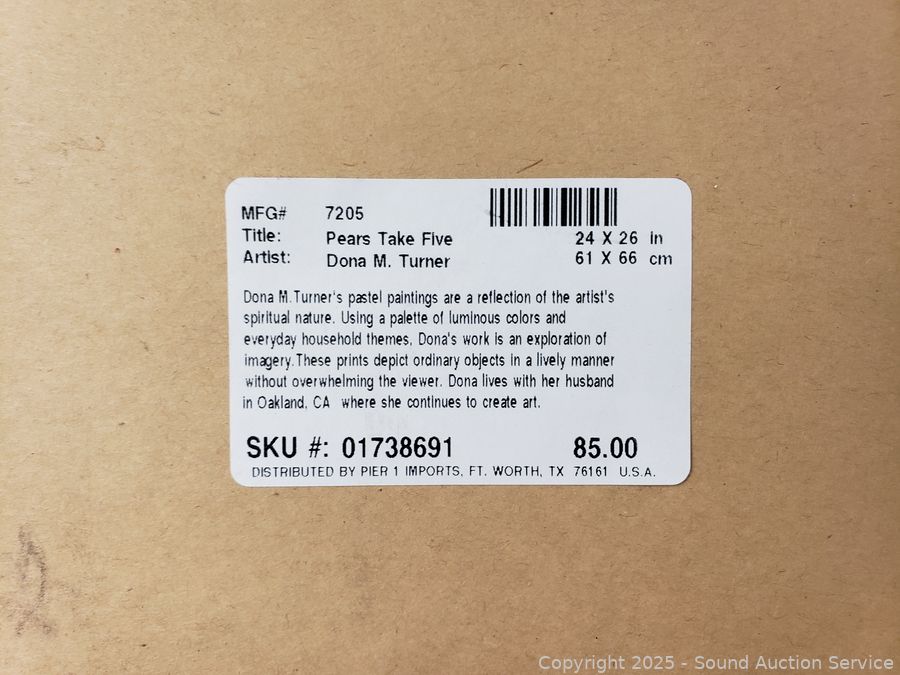 MFG# 7205
Title: Pears Take Five 24 X 26 in
Artist: Dona M. Turner 61 X 66 cm
Dona M.Turner's pastel paintings are a reflection of the artist's
spiritual nature. Using a palette of luminous colors and
everyday household themes, Dona's work is an exploration of
imagery.These prints depict ordinary objects in a lively manner
without overwhelming the viewer. Dona lives with her husband
in Oakland, CA where she continues to create art.
SKU #: 01738691 85.00
DISTRIBUTED BY PIER 1 IMPORTS, FT. WORTH, TX 76161 U.S.A.
Copyright 2025 - Sound Auction Service